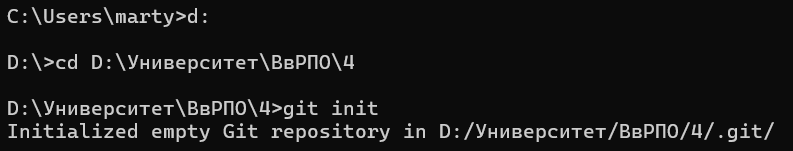 C:\Users\marty>d:
D:\>cd D:\Университет\ВвРПО\4
D:\Университет\ВвРПО\4>git init
Initialized empty Git repository in D:/Университет/ВвРПО/4/.git/